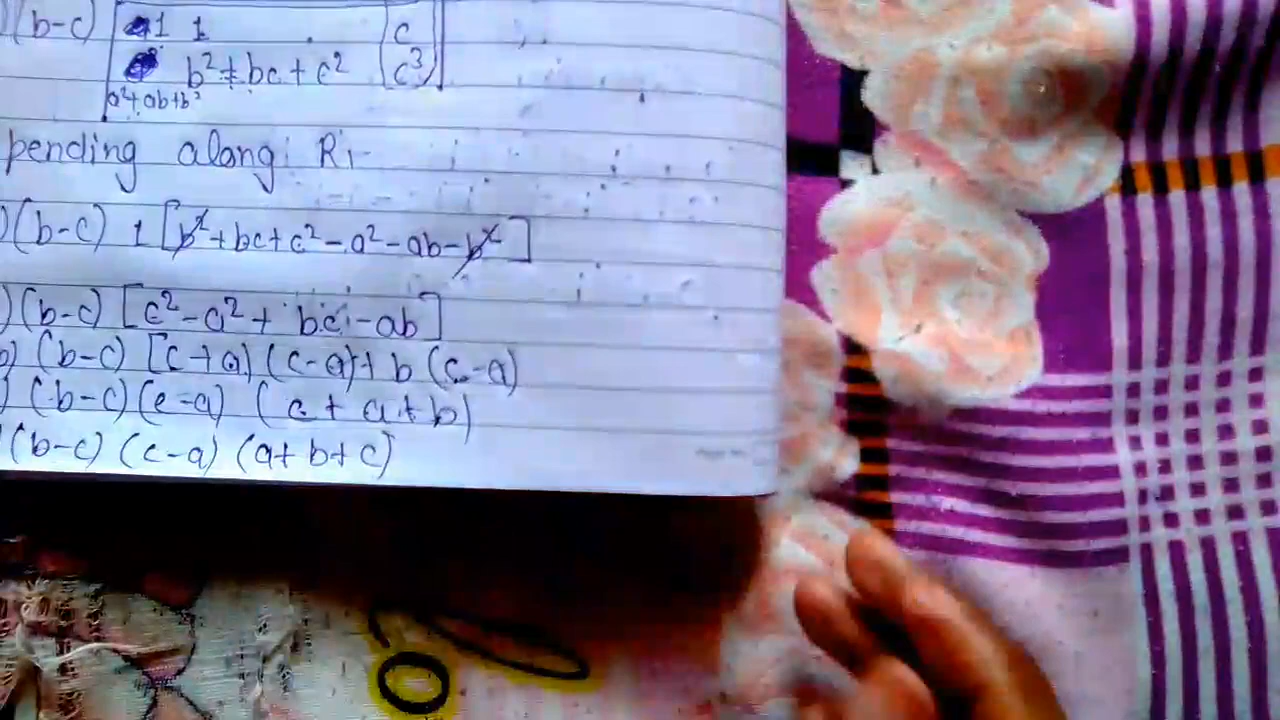 )(b-c) 1 1 c
b²+bc+c² c³
a²+ab+b²
pending along R1
)(b-c) 1[b²+bc+c²-a²-ab-b²]
)(b-c) [c²-a²+ bc-ab]
b) (b-c) [c+a) (c-a)+ b (c-a)
) (b-c)(c-a) (c+a+b)
(b-c) (c-a) (a+b+c)